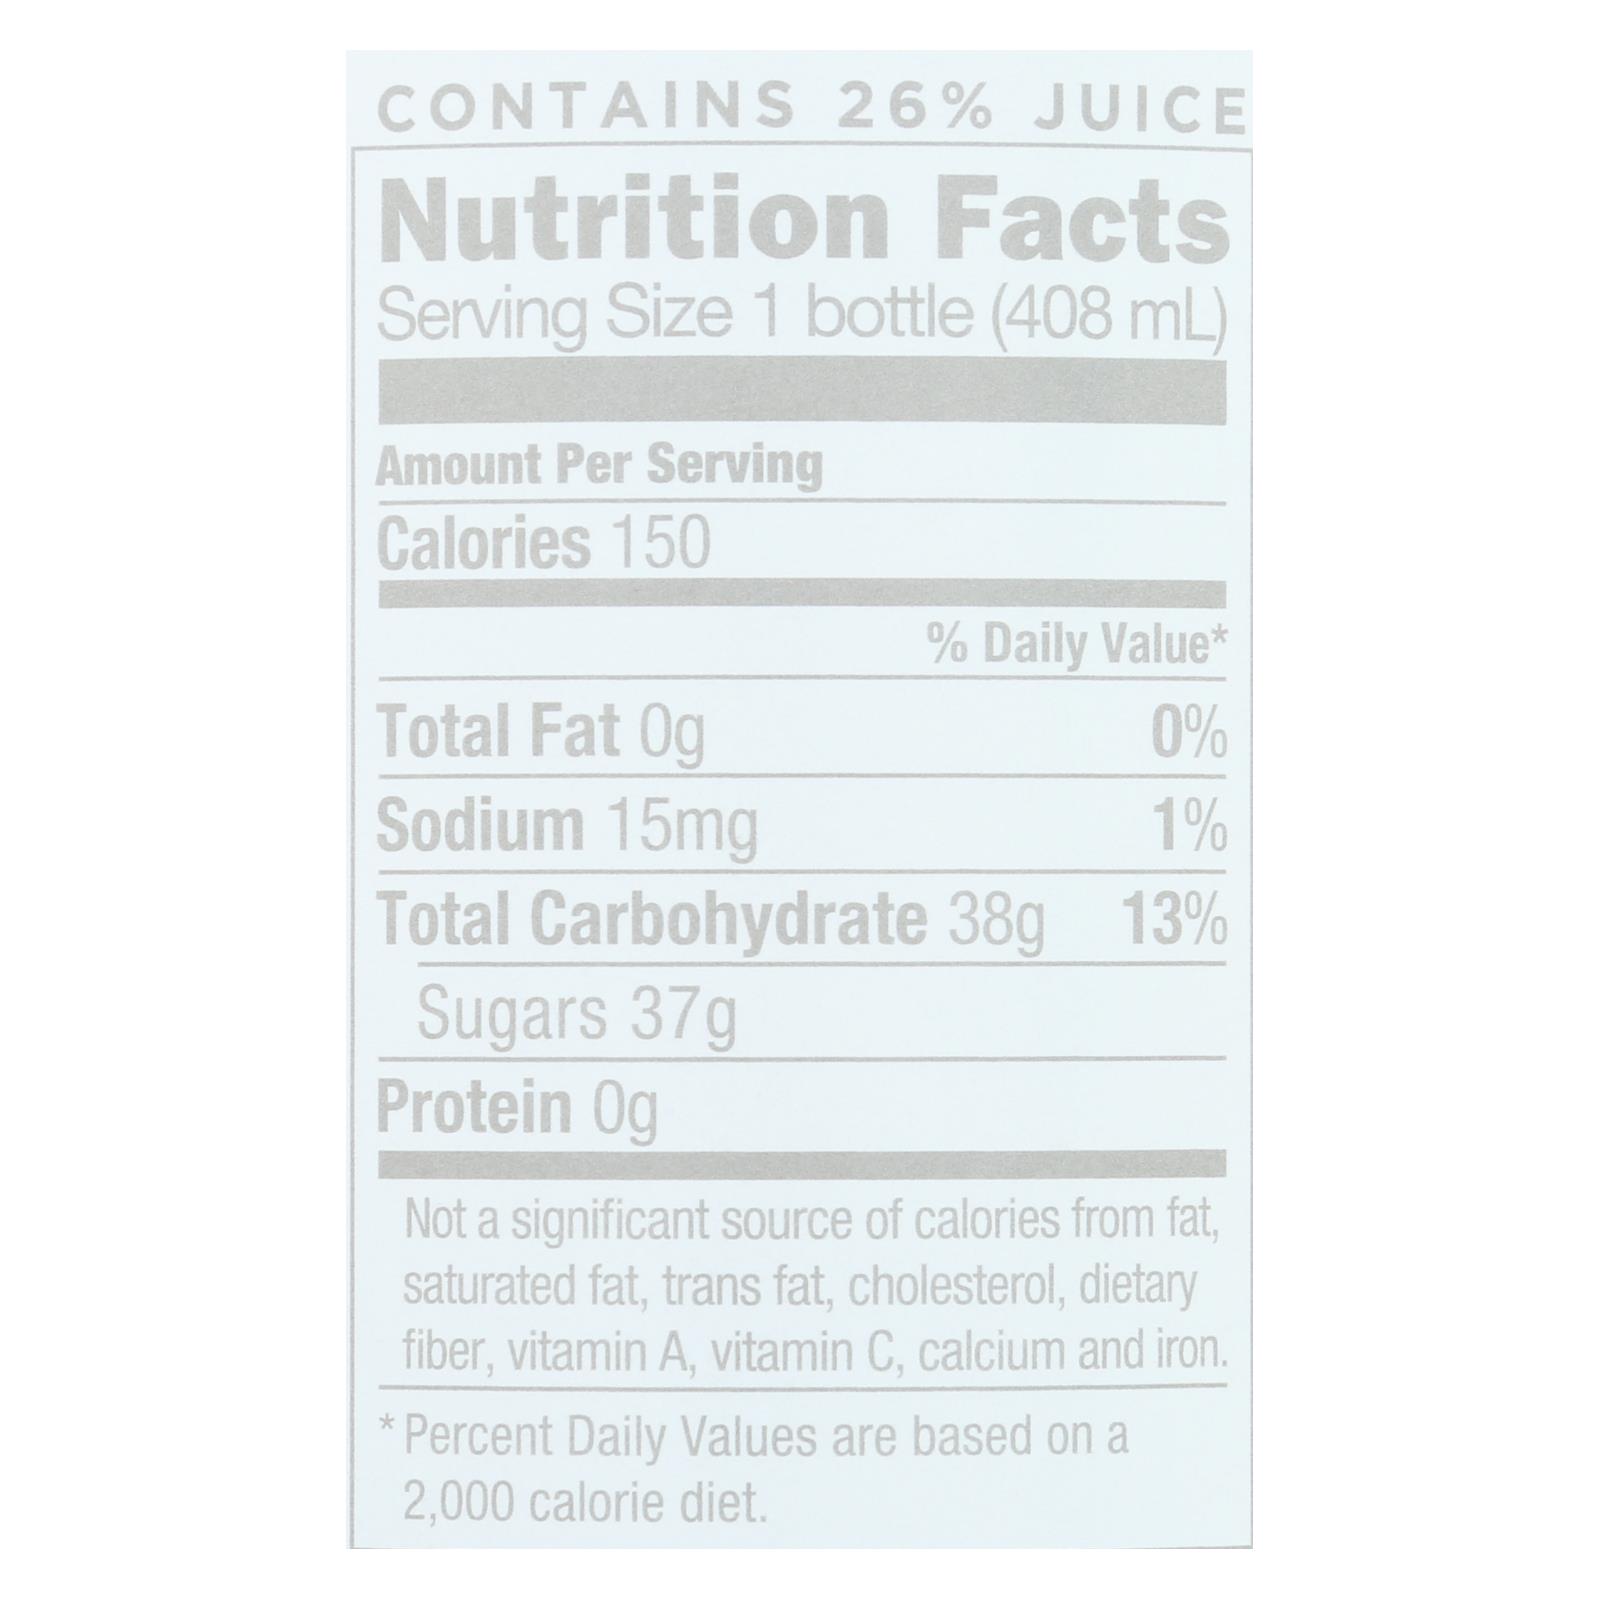 CONTAINS 26% JUICE
Nutrition Facts
Serving Size 1 bottle (408 mL)
Amount Per Serving
Calories 150
% Daily Value*
Total Fat 0g 0%
Sodium 15mg 1%
Total Carbohydrate 38g 13%
Sugars 37g
Protein 0g
Not a significant source of calories from fat,
saturated fat, trans fat, cholesterol, dietary
fiber, vitamin A, vitamin C, calcium and iron.
* Percent Daily Values are based on a
2,000 calorie diet.